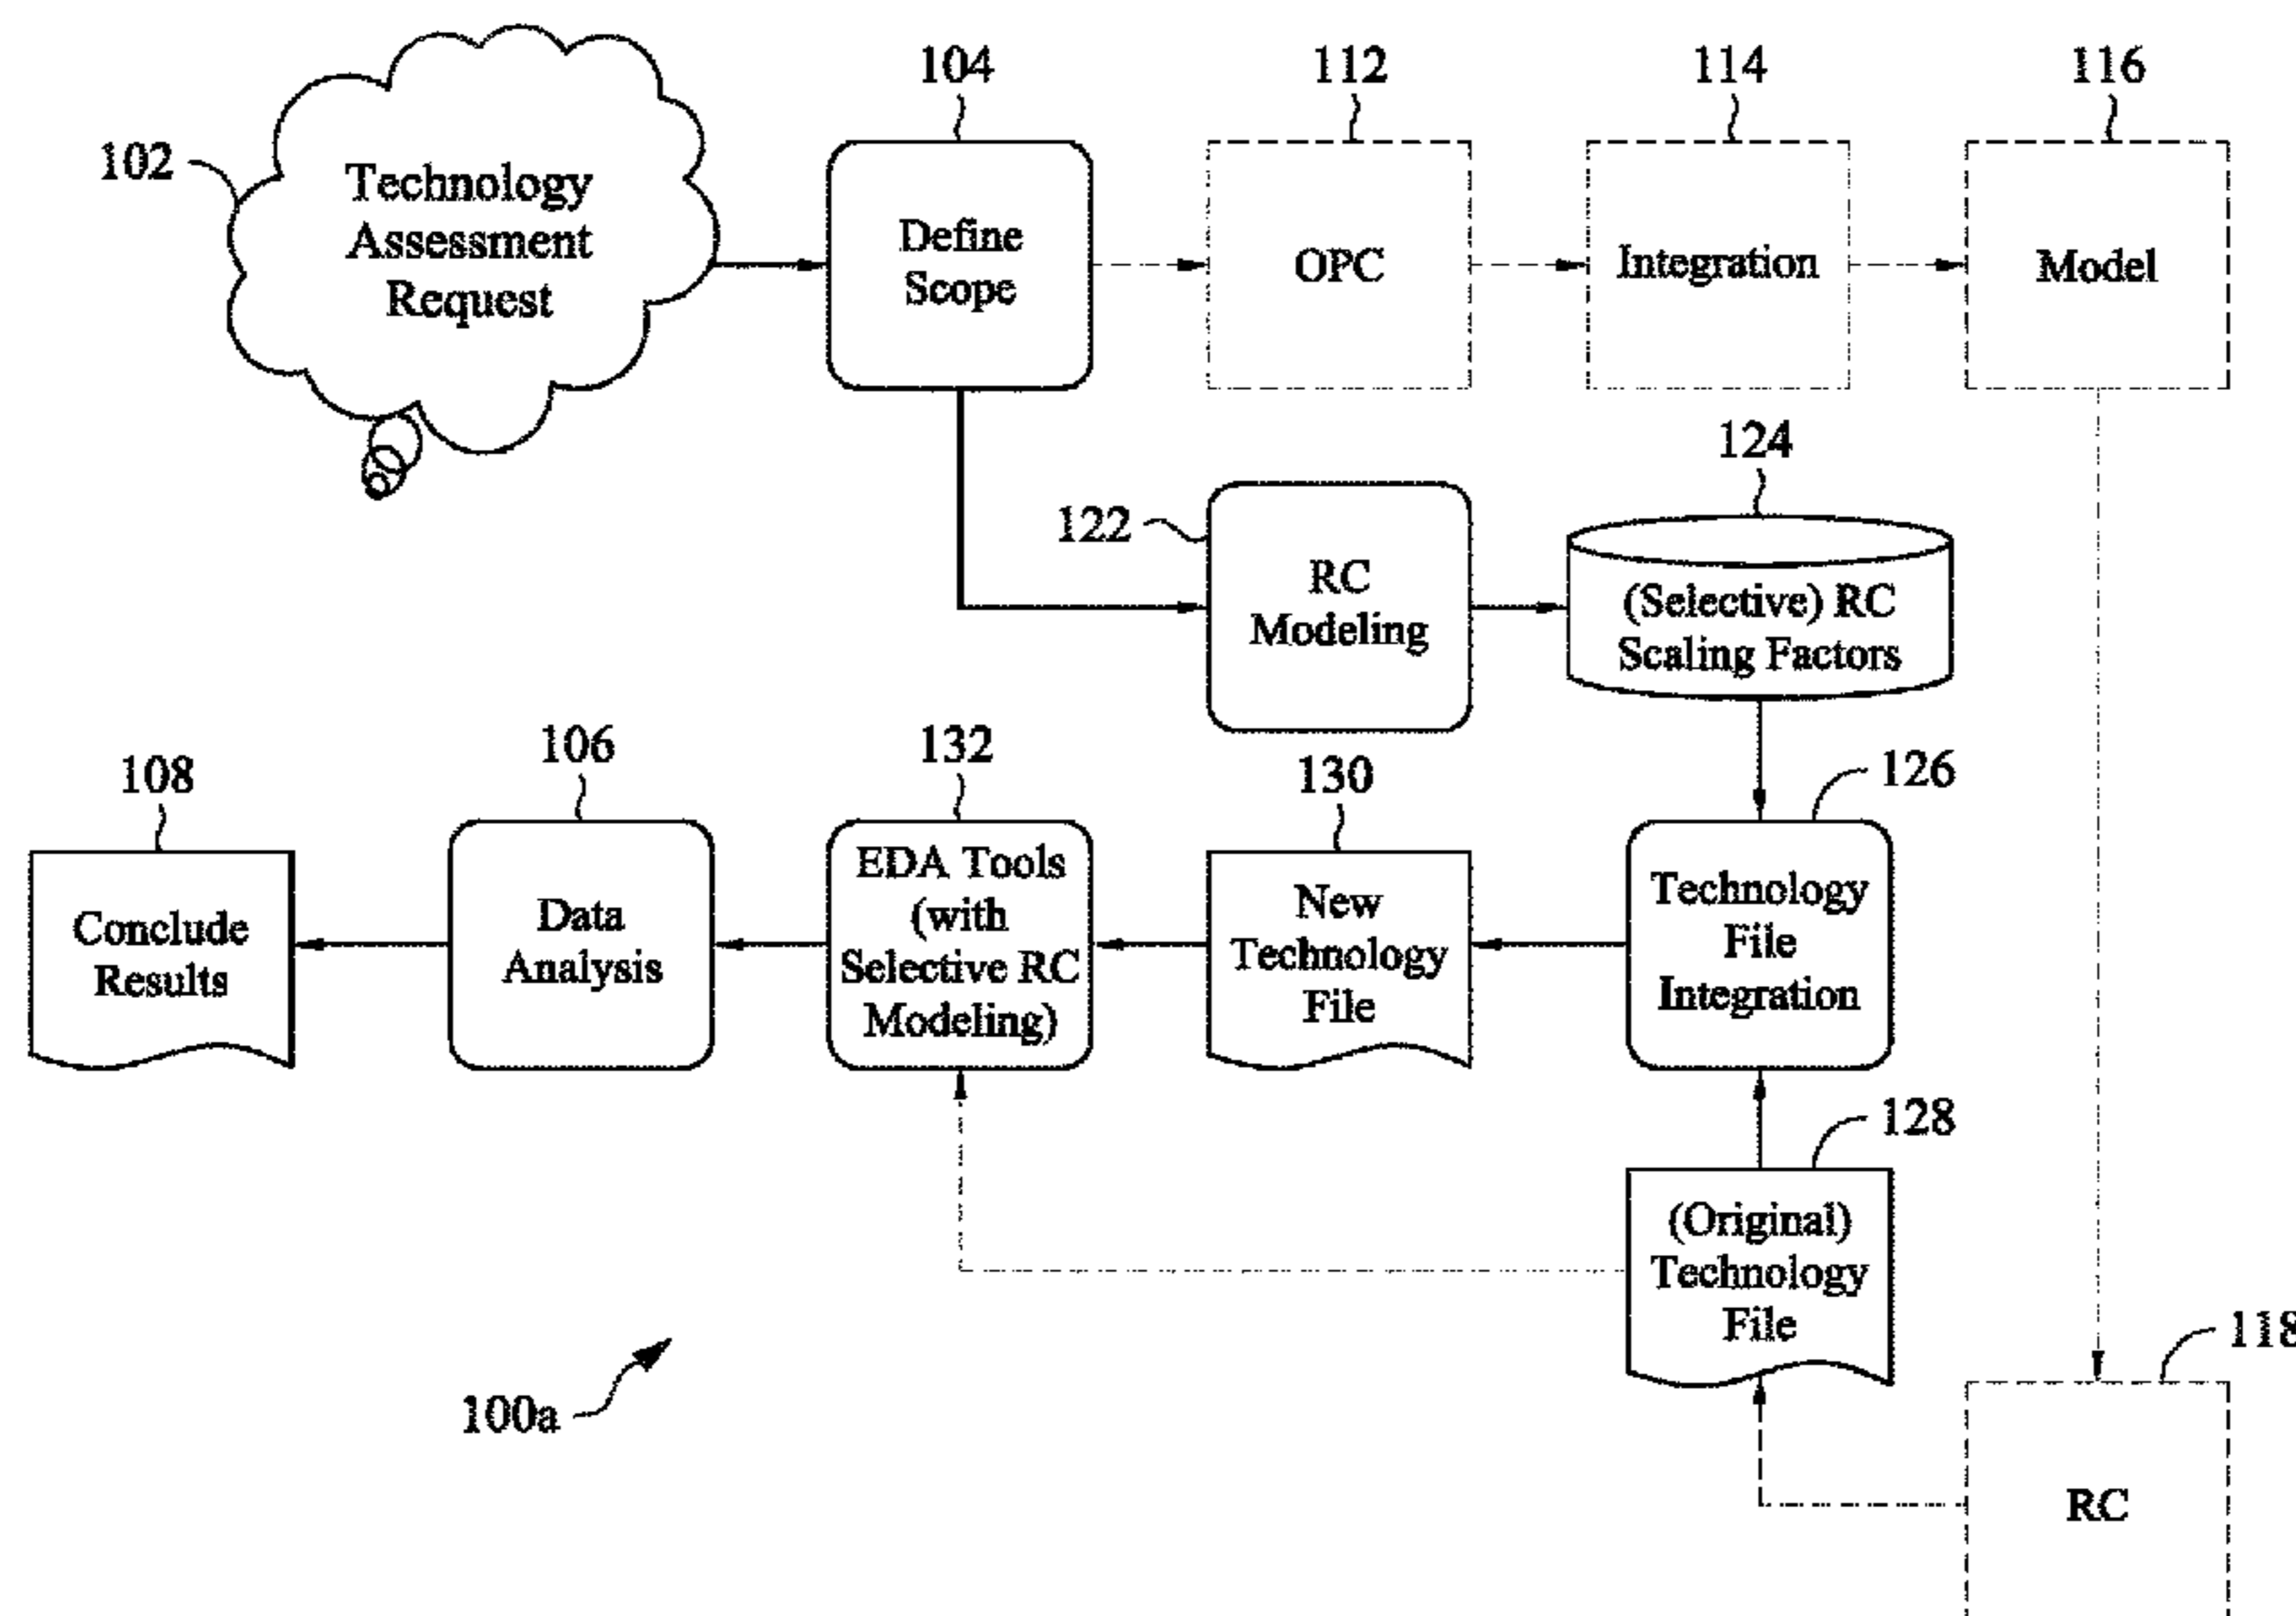 104
112
114
116
102
Technology
Assessment
Request
Define
Scope
OPC
Integration
Model
124
122
RC
Modeling
(Selective) RC
Scaling Factors
108
106
132
130
126
Conclude
Results
Data
Analysis
EDA Tools
(with
Selective RC
Modeling)
New
Technology
File
Technology
File
Integration
128
(Original)
Technology
File
118
100a
RC